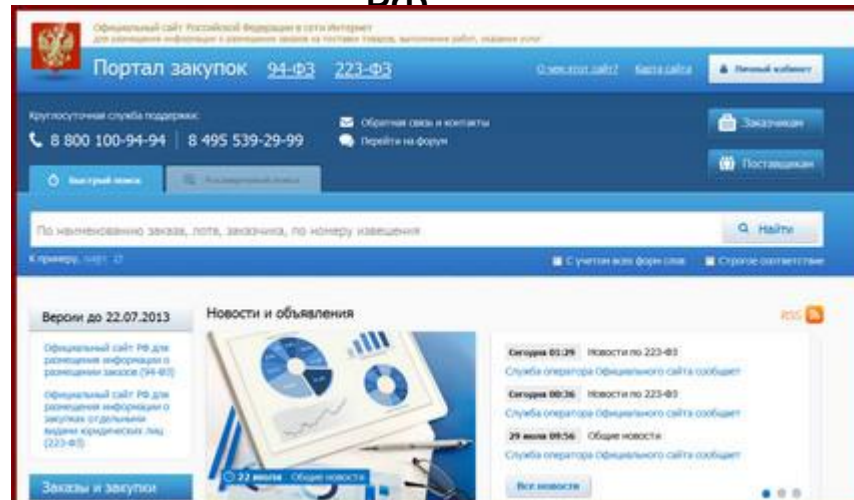 Официальный сайт Российской Федерации в сети Интернет
для размещения информации о размещении заказов на поставки товаров, выполнение работ, оказание услуг
Портал закупок 94-ФЗ 223-ФЗ
О чем этот сайт? Карта сайта Личный кабинет
Круглосуточная служба поддержки:
8 800 100-94-94 | 8 495 539-29-99
Обратная связь и контакты
Перейти на форум
Заказчикам
Поставщикам
Быстрый поиск
По наименованию заказа, лота, заказчика, по номеру извещения
Найти
К примеру, лифт
С учетом всех форм слов Строгое соответствие
Версии до 22.07.2013
Официальный сайт РФ для
размещения информации о
размещении заказов (94-ФЗ)
Официальный сайт РФ для
размещения информации о
закупках отдельными
видами юридических лиц
(223-ФЗ)
Заказы и закупки
Новости и объявления
22 июля Общие новости
RSS
Сегодня 01:29 Новости по 223-ФЗ
Служба оператора Официального сайта сообщает
Сегодня 00:36 Новости по 223-ФЗ
Служба оператора Официального сайта сообщает
29 июля 09:56 Общие новости
Служба оператора Официального сайта сообщает
Все новости